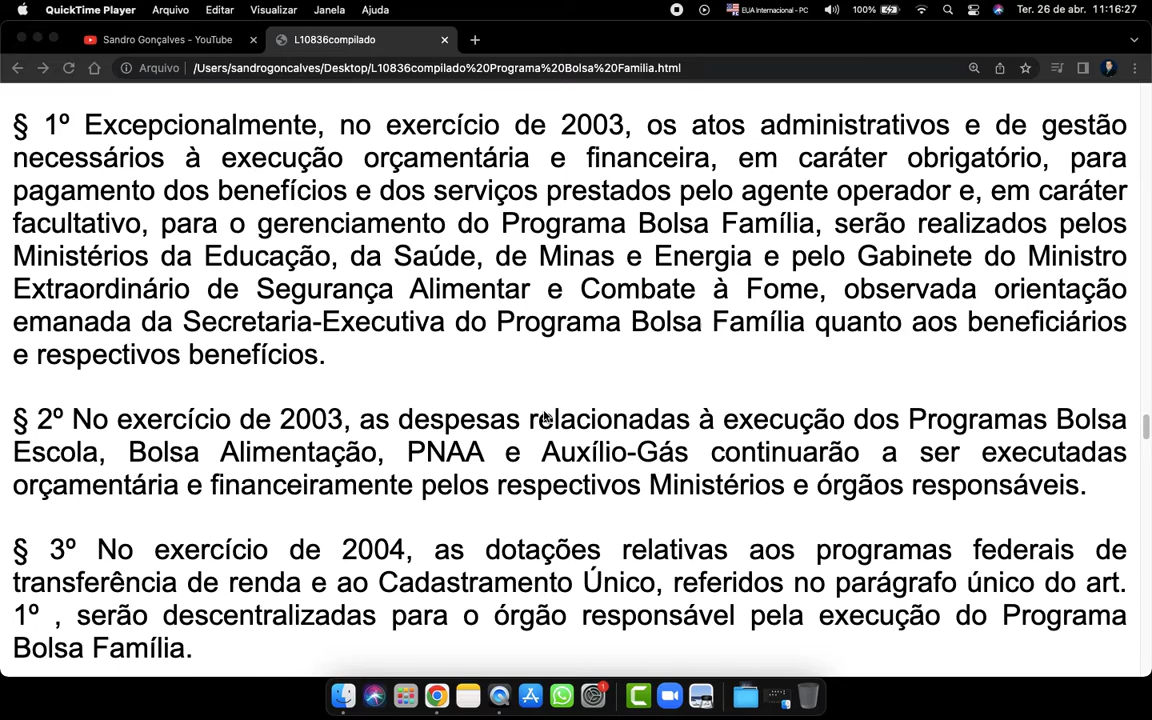 QuickTime Player Arquivo Editar Visualizar Janela Ajuda EUA Internacional - PC 100% Ter. 26 de abr. 11:16:27
Sandro Gonçalves - YouTube L10836compilado
Arquivo /Users/sandrogoncalves/Desktop/L10836compilado%20Programa%20Bolsa%20Familia.html
§ 1º Excepcionalmente, no exercício de 2003, os atos administrativos e de gestão
necessários à execução orçamentária e financeira, em caráter obrigatório, para
pagamento dos benefícios e dos serviços prestados pelo agente operador e, em caráter
facultativo, para o gerenciamento do Programa Bolsa Família, serão realizados pelos
Ministérios da Educação, da Saúde, de Minas e Energia e pelo Gabinete do Ministro
Extraordinário de Segurança Alimentar e Combate à Fome, observada orientação
emanada da Secretaria-Executiva do Programa Bolsa Família quanto aos beneficiários
e respectivos benefícios.
§ 2º No exercício de 2003, as despesas relacionadas à execução dos Programas Bolsa
Escola, Bolsa Alimentação, PNAA e Auxílio-Gás continuarão a ser executadas
orçamentária e financeiramente pelos respectivos Ministérios e órgãos responsáveis.
§ 3º No exercício de 2004, as dotações relativas aos programas federais de
transferência de renda e ao Cadastramento Único, referidos no parágrafo único do art.
1º , serão descentralizadas para o órgão responsável pela execução do Programa
Bolsa Família.
1